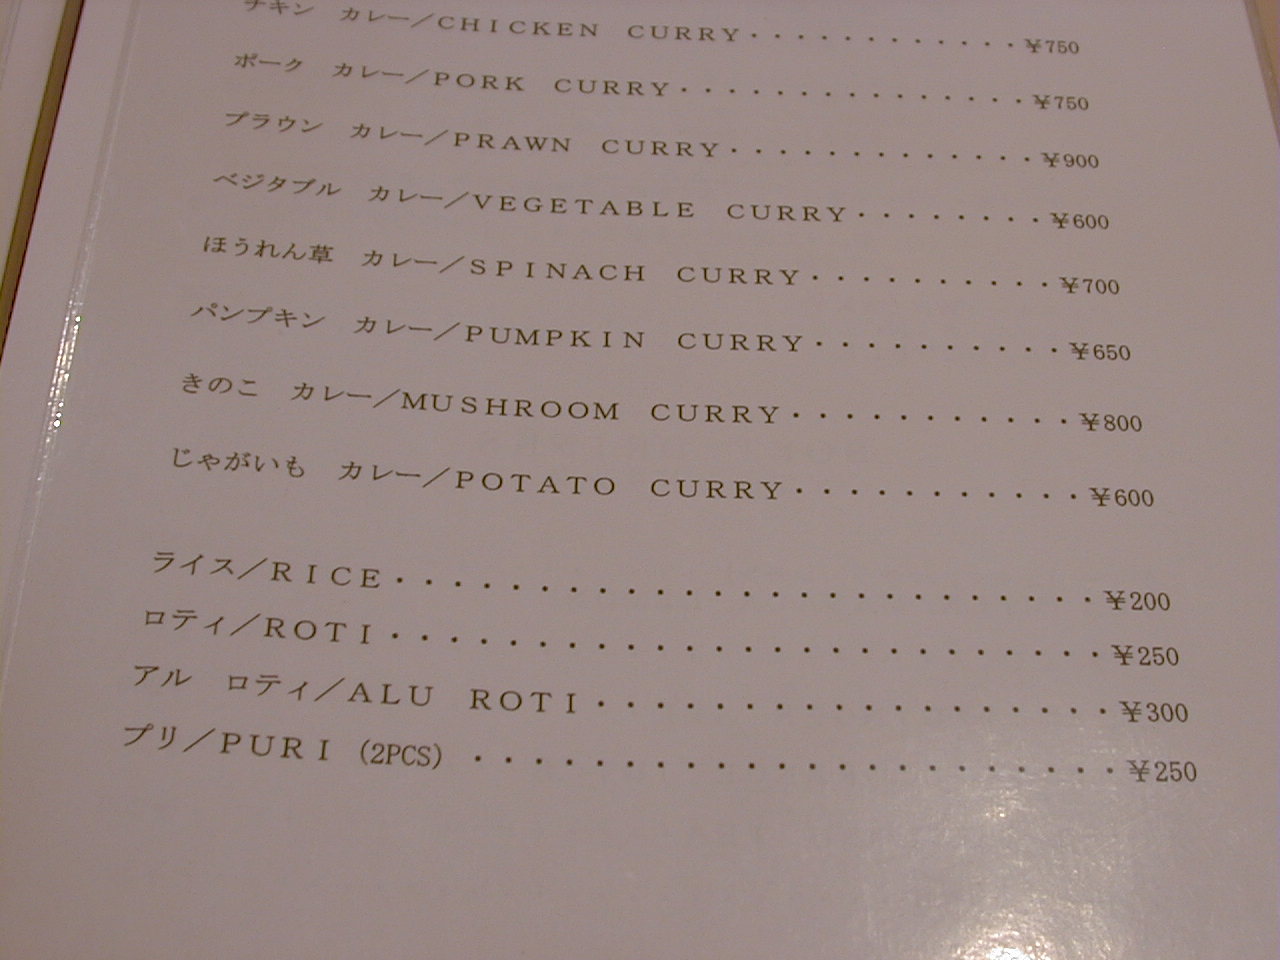 チキン　カレー／CHICKEN　CURRY・・・・・・・・・・・・¥750
ポーク　カレー／PORK　CURRY・・・・・・・・・・・・・・・¥750
プラウン　カレー／PRAWN　CURRY・・・・・・・・・・・・・¥900
ベジタブル　カレー／VEGETABLE　CURRY・・・・・・・・¥600
ほうれん草　カレー／SPINACH　CURRY・・・・・・・・・・¥700
パンプキン　カレー／PUMPKIN　CURRY・・・・・・・・・・¥650
きのこ　カレー／MUSHROOM　CURRY・・・・・・・・・・・¥800
じゃがいも　カレー／POTATO　CURRY・・・・・・・・・・・¥600
ライス／RICE・・・・・・・・・・・・・・・・・・・・・・・・・¥200
ロティ／ROTI・・・・・・・・・・・・・・・・・・・・・・・・・¥250
アル　ロティ／ALU　ROTI・・・・・・・・・・・・・・・・・・¥300
プリ／PURI (2PCS) ・・・・・・・・・・・・・・・・・・・・・・¥250